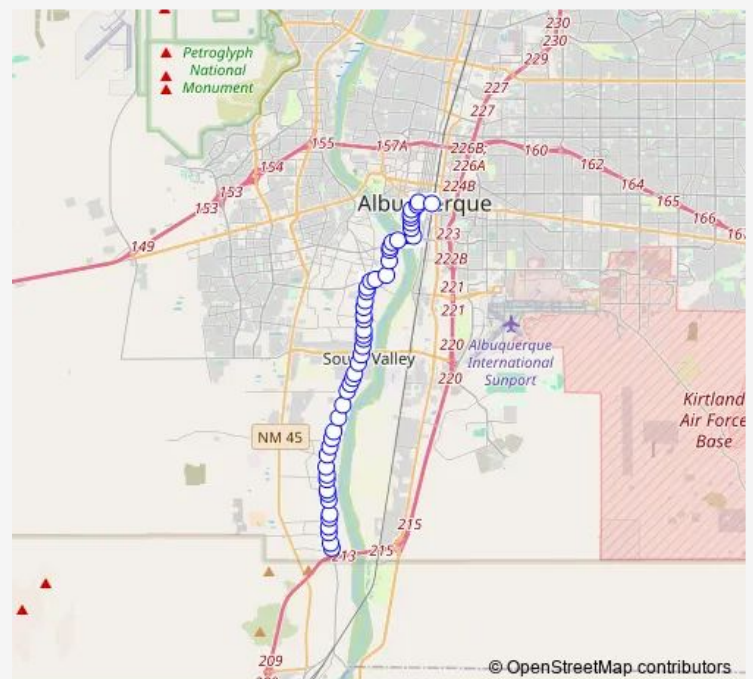 230
230
229
Petroglyph
National
Monument
227
227
155
157A
226B
160
154
226A
162
153
224B
164
153
Albuquerque
165
166
149
223
222B
221
221
Albuquerque
International
Sunport
220
South Valley
220
Kirtland
Air Force
Base
NM 45
215
213
215
209
© OpenStreetMap contributors